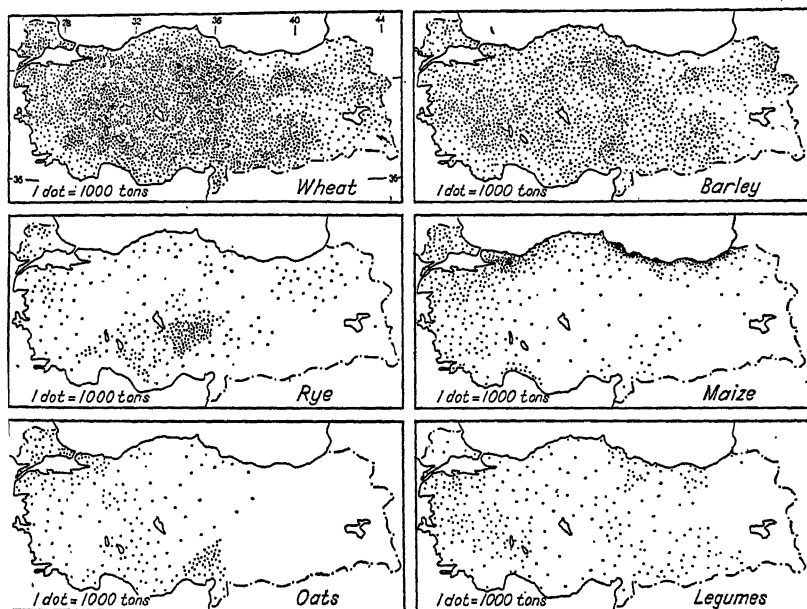 28 32 36 40 44
36 36
1 dot = 1000 tons Wheat
1 dot = 1000 tons Barley
1 dot = 1000 tons Rye
1 dot = 1000 tons Maize
1 dot = 1000 tons Oats
1 dot = 1000 tons Legumes